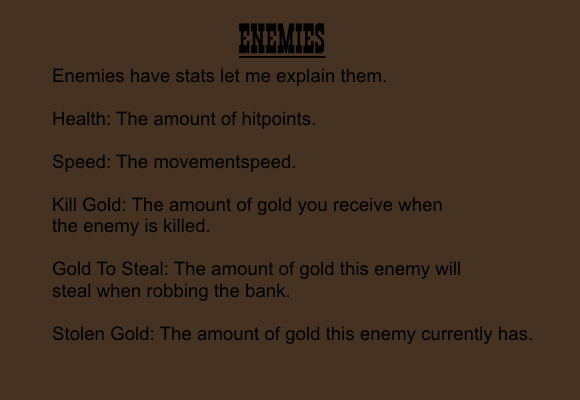 ENEMIES
Enemies have stats let me explain them.
Health: The amount of hitpoints.
Speed: The movementspeed.
Kill Gold: The amount of gold you receive when
the enemy is killed.
Gold To Steal: The amount of gold this enemy will
steal when robbing the bank.
Stolen Gold: The amount of gold this enemy currently has.